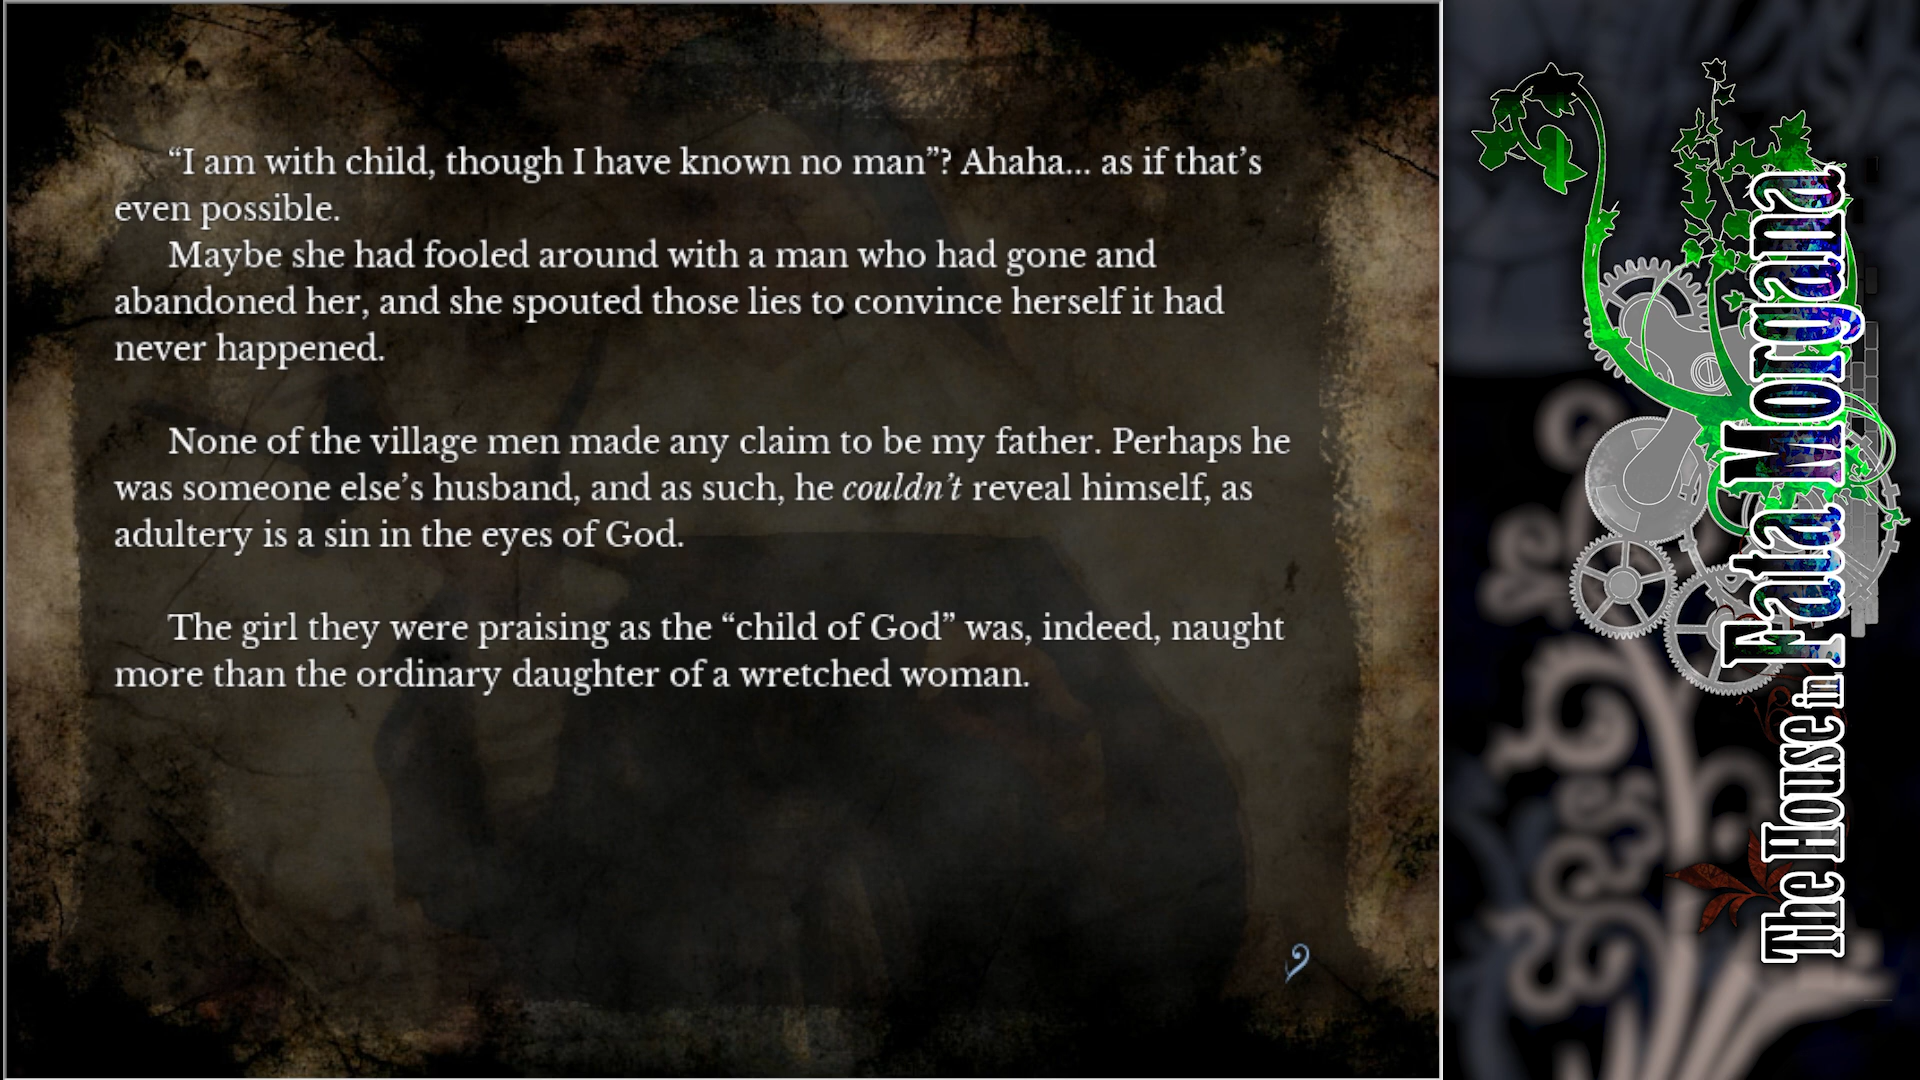 “I am with child, though I have known no man”? Ahaha... as if that’s
even possible.
Maybe she had fooled around with a man who had gone and
abandoned her, and she spouted those lies to convince herself it had
never happened.
None of the village men made any claim to be my father. Perhaps he
was someone else’s husband, and as such, he couldn’t reveal himself, as
adultery is a sin in the eyes of God.
The girl they were praising as the “child of God” was, indeed, naught
more than the ordinary daughter of a wretched woman.
The House in Fata Morgana